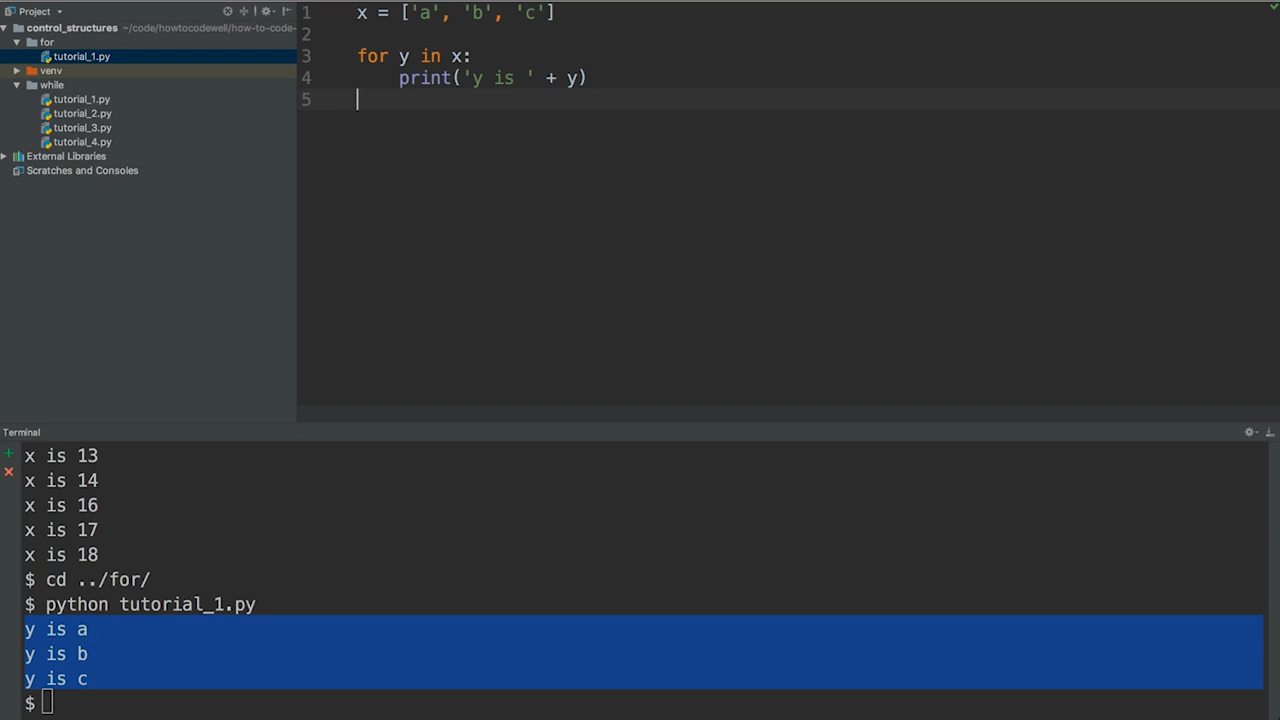 Project
control_structures ~/code/howtocodewell/how-to-code-
for
tutorial_1.py
venv
while
tutorial_1.py
tutorial_2.py
tutorial_3.py
tutorial_4.py
External Libraries
Scratches and Consoles
1 x = ['a', 'b', 'c']
2
3 for y in x:
4     print('y is ' + y)
5
Terminal
x is 13
x is 14
x is 16
x is 17
x is 18
$ cd ../for/
$ python tutorial_1.py
y is a
y is b
y is c
$